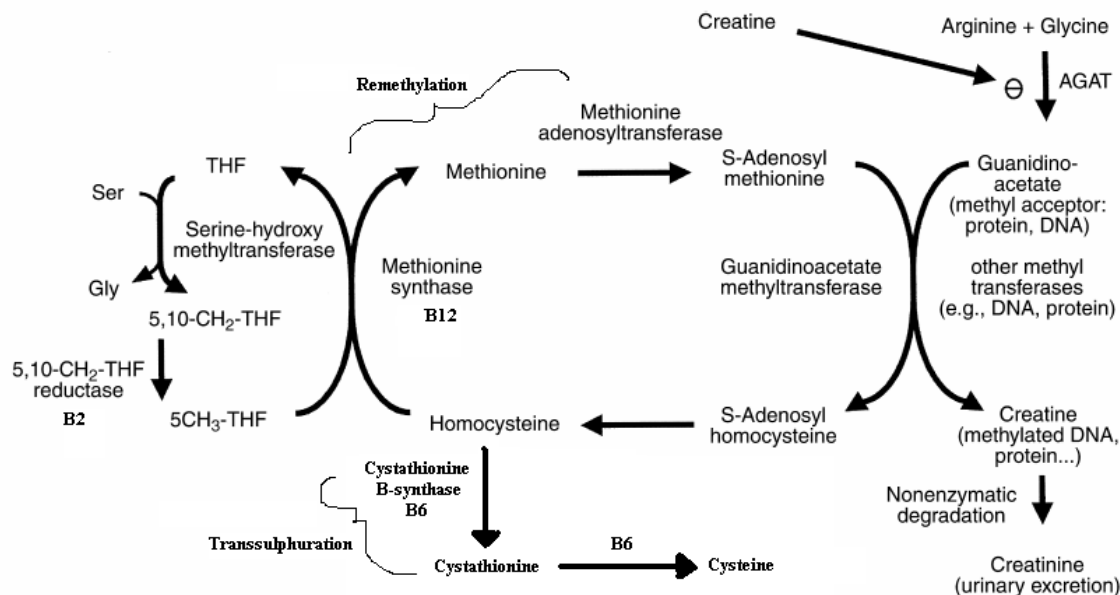 Creatine
Arginine + Glycine
⊖
AGAT
Remethylation
Methionine
adenosyltransferase
THF
Methionine
S-Adenosyl
methionine
Guanidino-
acetate
(methyl acceptor:
protein, DNA)
Ser
Serine-hydroxy
methyltransferase
Methionine
synthase
B12
Guanidinoacetate
methyltransferase
other methyl
transferases
(e.g., DNA, protein)
Gly
5,10-CH₂-THF
5,10-CH₂-THF
reductase
B2
5CH₃-THF
Homocysteine
S-Adenosyl
homocysteine
Creatine
(methylated DNA,
protein...)
Cystathionine
B-synthase
B6
Nonenzymatic
degradation
Transsulphuration
Cystathionine
B6
Cysteine
Creatinine
(urinary excretion)